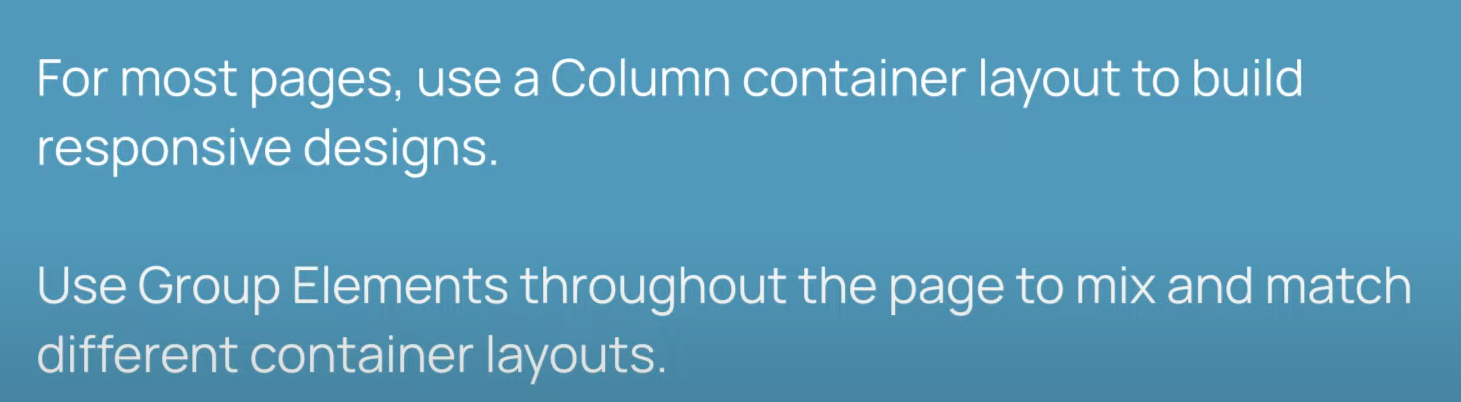 For most pages, use a Column container layout to build
responsive designs.
Use Group Elements throughout the page to mix and match
different container layouts.